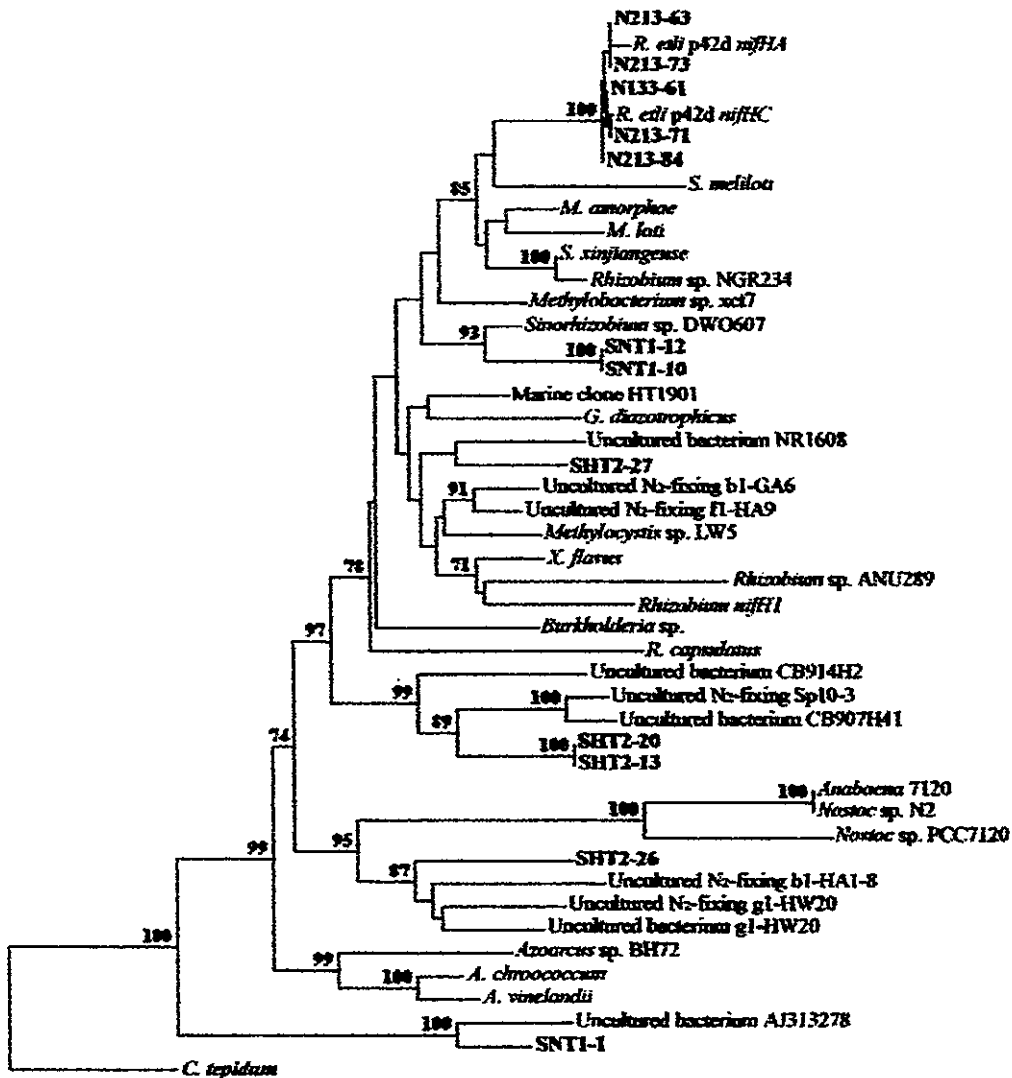 N213-63
R. etli p42d nifHA
N213-73
N133-61
100
R. etli p42d nifHC
N213-71
N213-84
S. meliloti
85
M. amorphae
M. loti
100
S. xinjiangense
Rhizobium sp. NGR234
Methylobacterium sp. xct7
Sinorhizobium sp. DWO607
93
100
SNT1-12
SNT1-10
Marine clone HT1901
G. diazotrophicus
Uncultured bacterium NR1608
SHT2-27
91
Uncultured N₂-fixing b1-GA6
Uncultured N₂-fixing f1-HA9
Methylocystis sp. LW5
X. flavus
71
Rhizobium sp. ANU289
Rhizobium nifH1
78
Burkholderia sp.
97
R. capsulatus
Uncultured bacterium CB914H2
99
Uncultured N₂-fixing Sp10-3
100
89
Uncultured bacterium CB907H41
74
100
SHT2-20
SHT2-13
100
Anabaena 7120
100
Nostoc sp. N2
Nostoc sp. PCC7120
99
95
SHT2-26
87
Uncultured N₂-fixing b1-HA1-8
Uncultured N₂-fixing g1-HW20
Uncultured bacterium g1-HW20
100
99
Azoarcus sp. BH72
100
A. chroococcum
A. vinelandii
100
Uncultured bacterium AJ313278
SNT1-1
C. tepidum